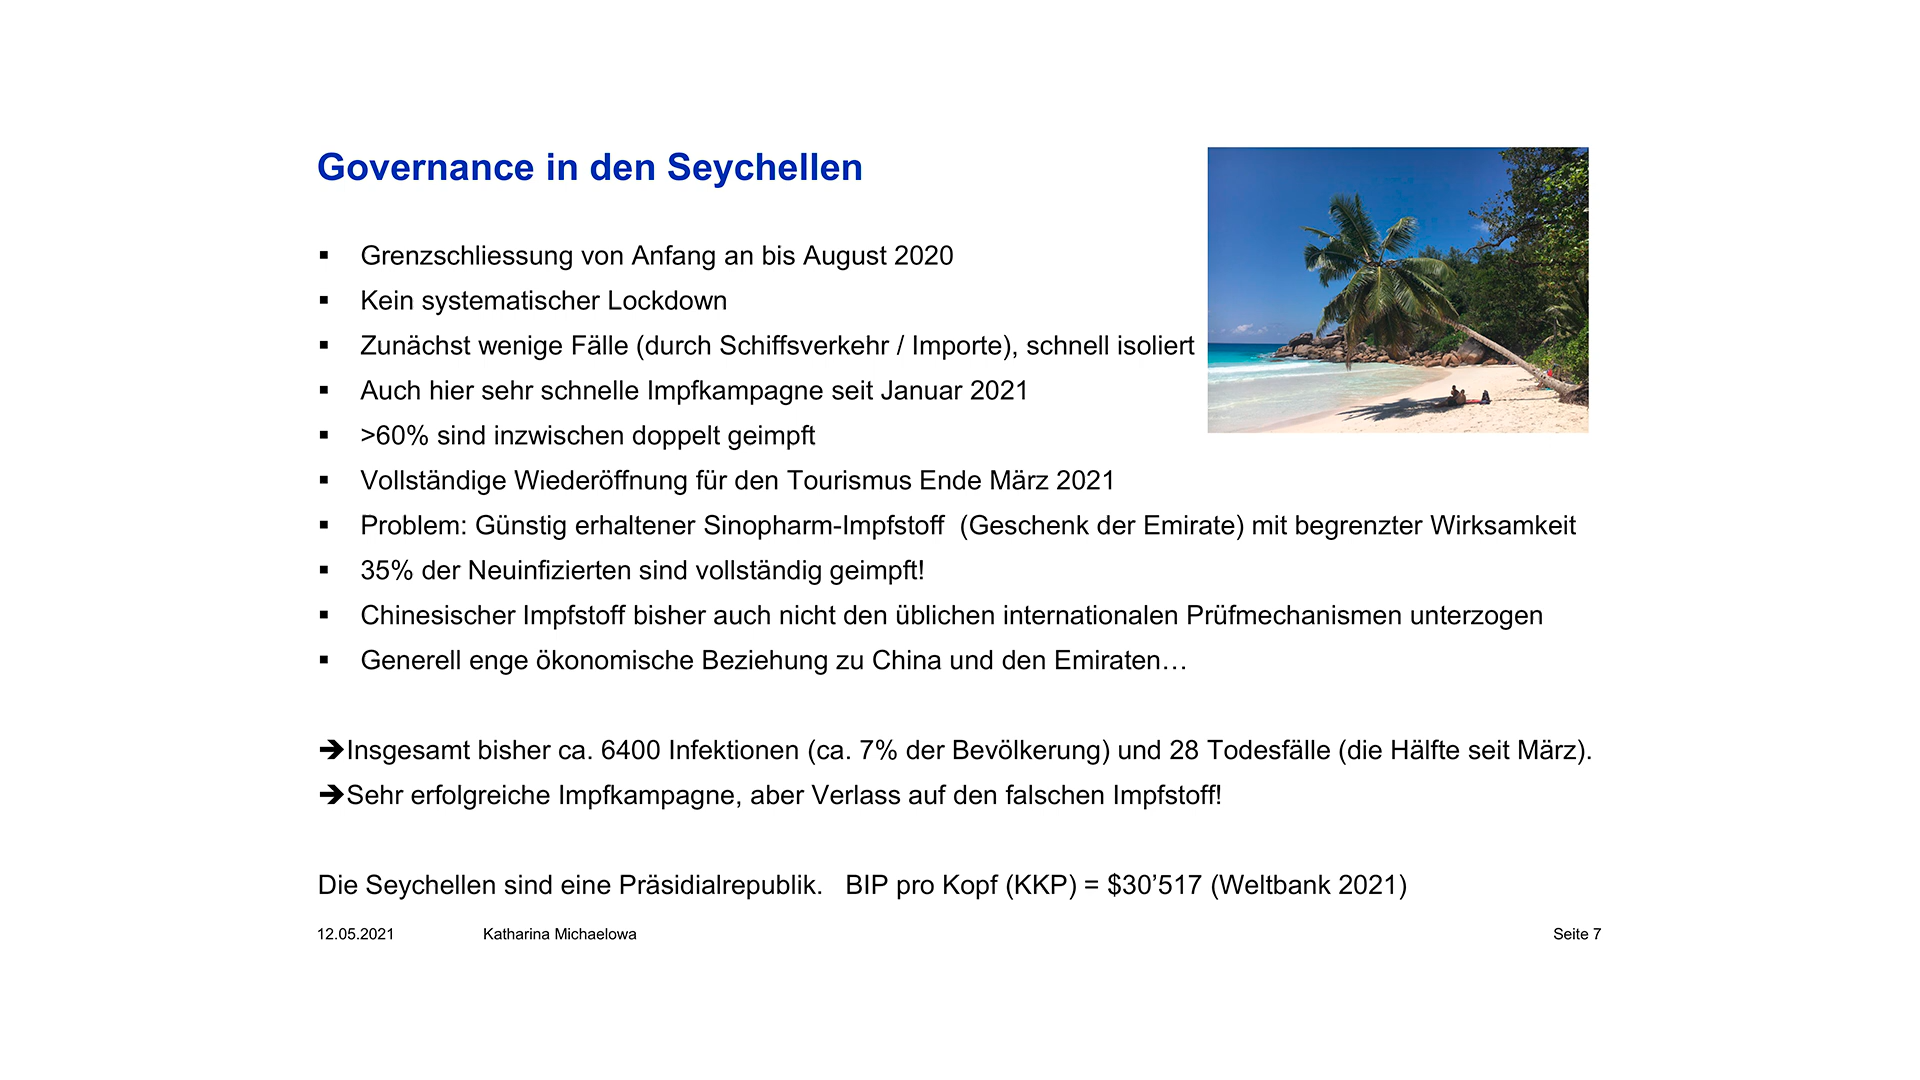 Governance in den Seychellen
▪ Grenzschliessung von Anfang an bis August 2020
▪ Kein systematischer Lockdown
▪ Zunächst wenige Fälle (durch Schiffsverkehr / Importe), schnell isoliert
▪ Auch hier sehr schnelle Impfkampagne seit Januar 2021
▪ >60% sind inzwischen doppelt geimpft
▪ Vollständige Wiederöffnung für den Tourismus Ende März 2021
▪ Problem: Günstig erhaltener Sinopharm-Impfstoff  (Geschenk der Emirate) mit begrenzter Wirksamkeit
▪ 35% der Neuinfizierten sind vollständig geimpft!
▪ Chinesischer Impfstoff bisher auch nicht den üblichen internationalen Prüfmechanismen unterzogen
▪ Generell enge ökonomische Beziehung zu China und den Emiraten…
➔Insgesamt bisher ca. 6400 Infektionen (ca. 7% der Bevölkerung) und 28 Todesfälle (die Hälfte seit März).
➔Sehr erfolgreiche Impfkampagne, aber Verlass auf den falschen Impfstoff!
Die Seychellen sind eine Präsidialrepublik.   BIP pro Kopf (KKP) = $30’517 (Weltbank 2021)
12.05.2021 Katharina Michaelowa Seite 7